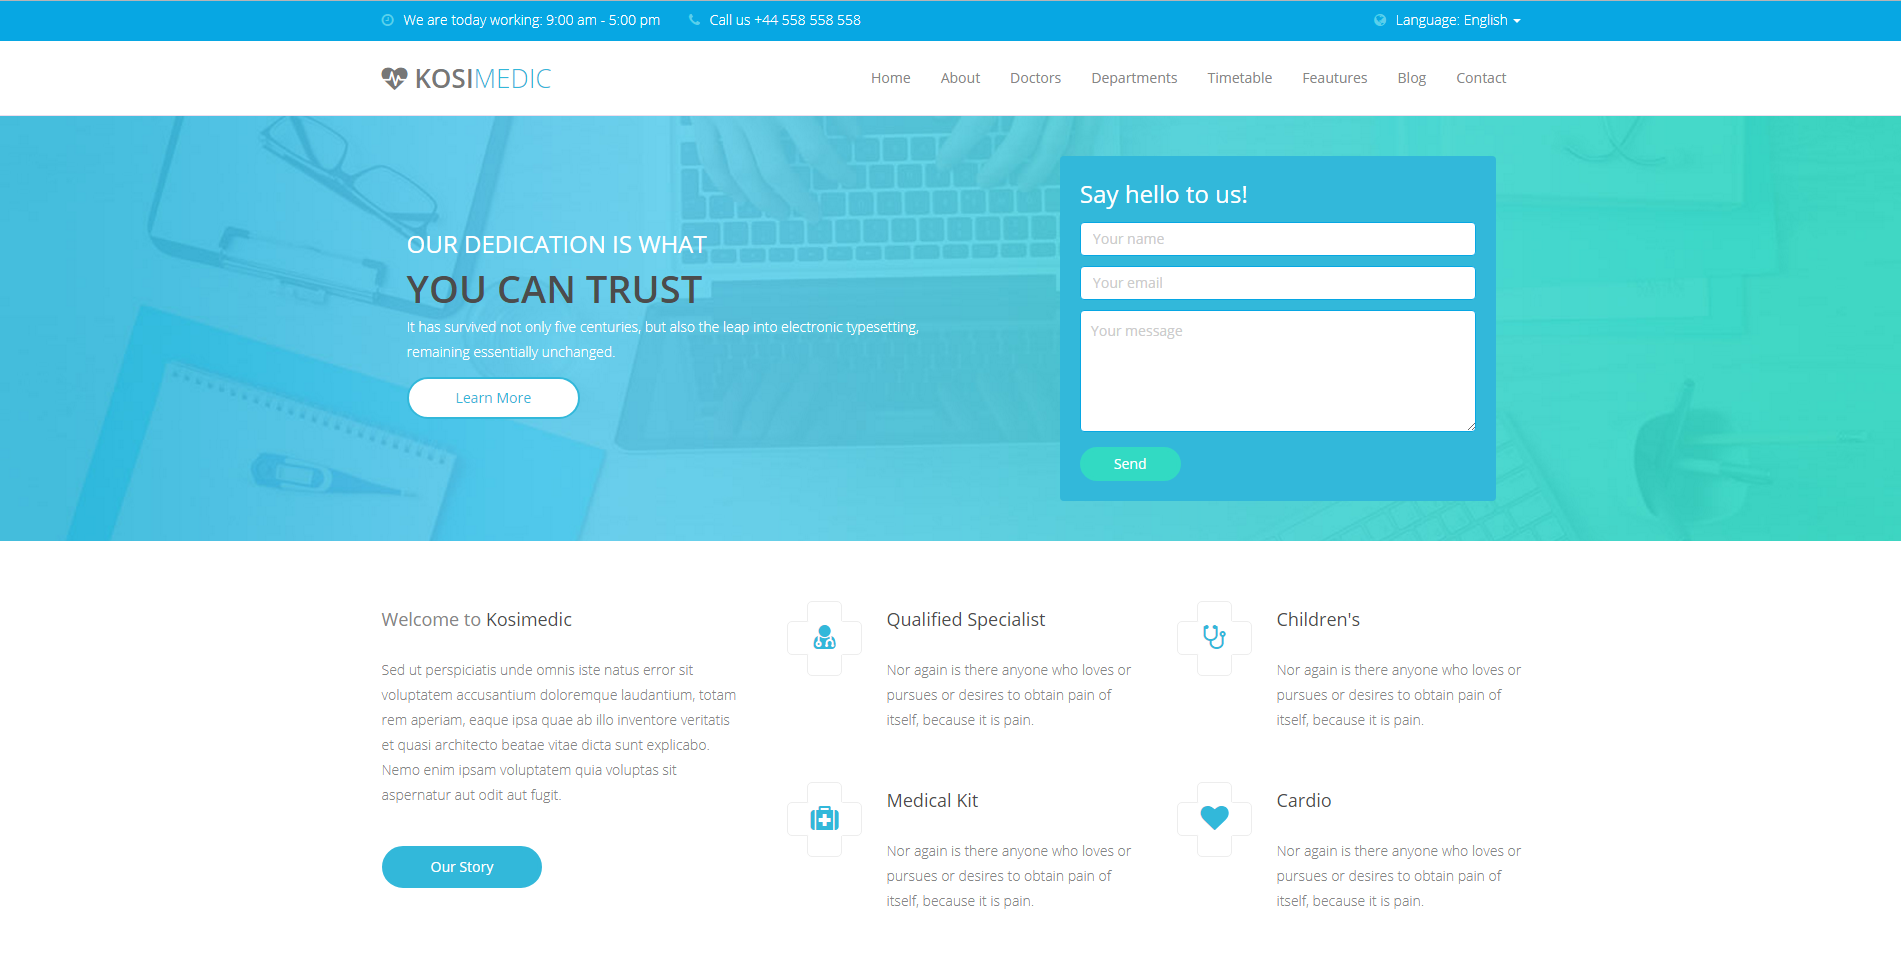 We are today working: 9:00 am - 5:00 pm
Call us +44 558 558 558
Language: English
KOSIMEDIC
Home
About
Doctors
Departments
Timetable
Feautures
Blog
Contact
OUR DEDICATION IS WHAT
YOU CAN TRUST
It has survived not only five centuries, but also the leap into electronic typesetting,
remaining essentially unchanged.
Learn More
Say hello to us!
Your name
Your email
Your message
Send
Welcome to Kosimedic
Sed ut perspiciatis unde omnis iste natus error sit
voluptatem accusantium doloremque laudantium, totam
rem aperiam, eaque ipsa quae ab illo inventore veritatis
et quasi architecto beatae vitae dicta sunt explicabo.
Nemo enim ipsam voluptatem quia voluptas sit
aspernatur aut odit aut fugit.
Our Story
Qualified Specialist
Nor again is there anyone who loves or
pursues or desires to obtain pain of
itself, because it is pain.
Children's
Nor again is there anyone who loves or
pursues or desires to obtain pain of
itself, because it is pain.
Medical Kit
Nor again is there anyone who loves or
pursues or desires to obtain pain of
itself, because it is pain.
Cardio
Nor again is there anyone who loves or
pursues or desires to obtain pain of
itself, because it is pain.